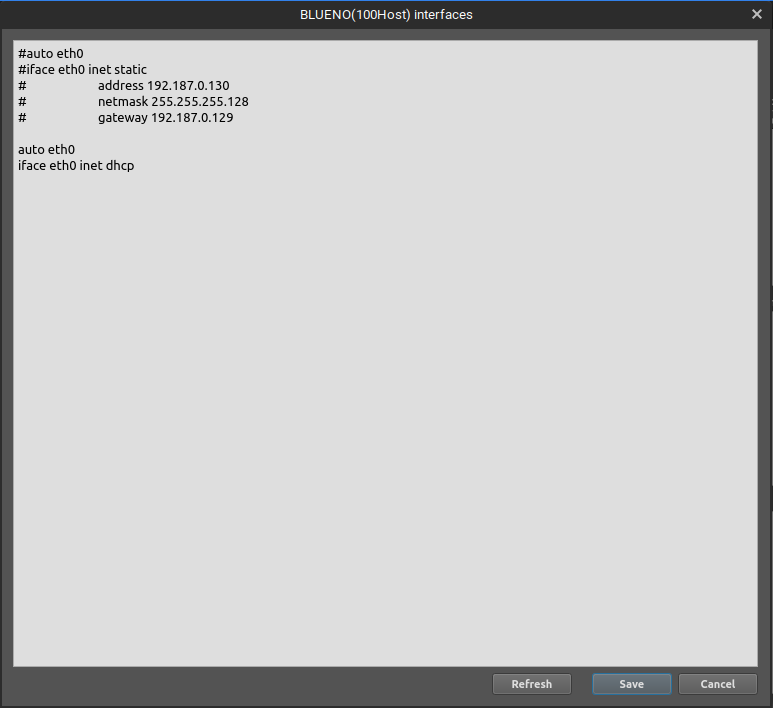 BLUENO(100Host) interfaces
#auto eth0
#iface eth0 inet static
#	address 192.187.0.130
#	netmask 255.255.255.128
#	gateway 192.187.0.129
auto eth0
iface eth0 inet dhcp
Refresh Save Cancel